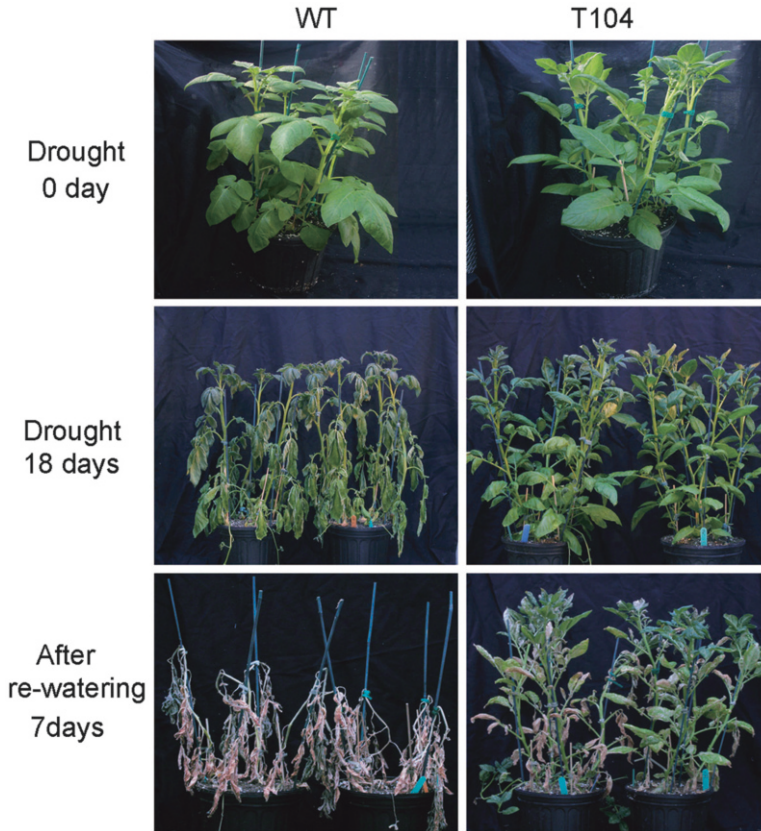 WT
T104
Drought
0 day
Drought
18 days
After
re-watering
7days